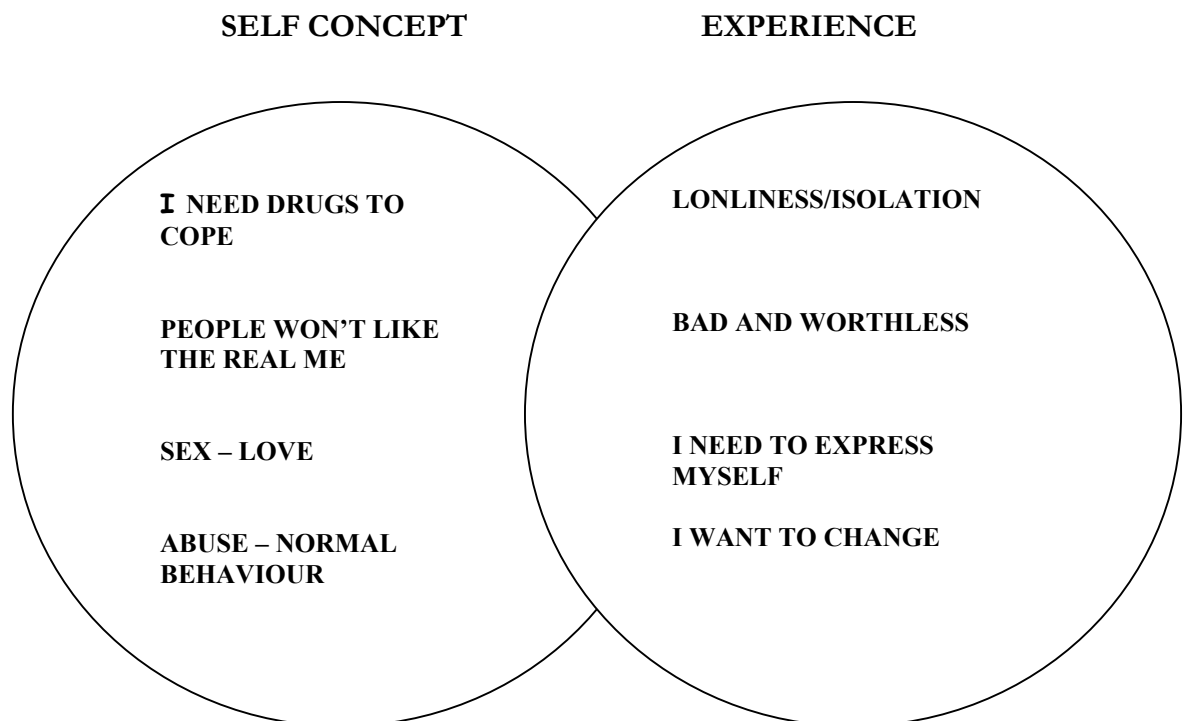 SELF CONCEPT
EXPERIENCE
I NEED DRUGS TO
COPE
PEOPLE WON’T LIKE
THE REAL ME
SEX – LOVE
ABUSE – NORMAL
BEHAVIOUR
LONLINESS/ISOLATION
BAD AND WORTHLESS
I NEED TO EXPRESS
MYSELF
I WANT TO CHANGE